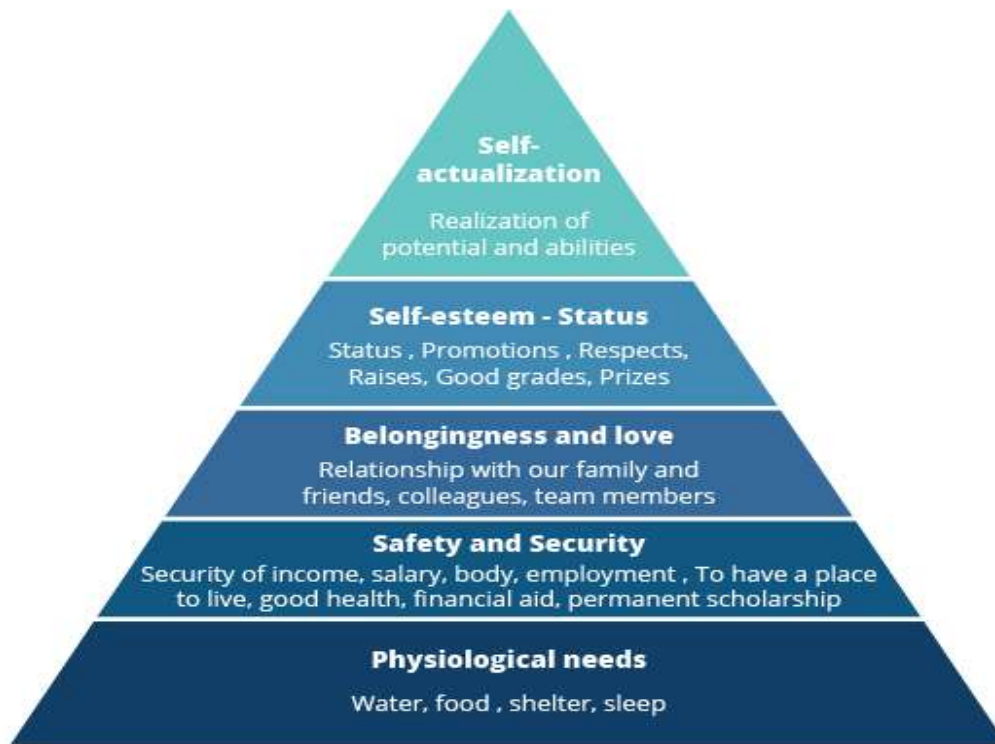 Self-
actualization
Realization of
potential and abilities
Self-esteem - Status
Status , Promotions , Respects,
Raises, Good grades, Prizes
Belongingness and love
Relationship with our family and
friends, colleagues, team members
Safety and Security
Security of income, salary, body, employment , To have a place
to live, good health, financial aid, permanent scholarship
Physiological needs
Water, food , shelter, sleep